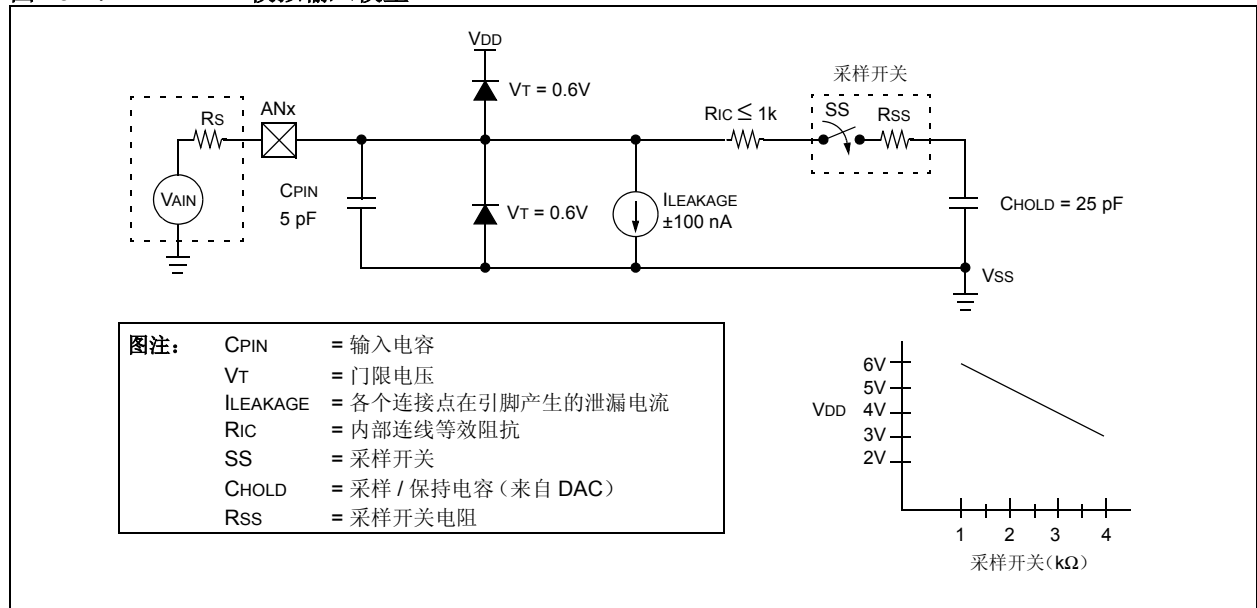 VDD
采样开关
VT = 0.6V
RS
ANx
RIC ≤ 1k
SS
RSS
VAIN
CPIN
5 pF
VT = 0.6V
ILEAKAGE
±100 nA
CHOLD = 25 pF
VSS
图注： CPIN = 输入电容
VT = 门限电压
ILEAKAGE = 各个连接点在引脚产生的泄漏电流
RIC = 内部连线等效阻抗
SS = 采样开关
CHOLD = 采样 / 保持电容（来自 DAC）
RSS = 采样开关电阻
6V
5V
VDD 4V
3V
2V
1 2 3 4
采样开关（kΩ）